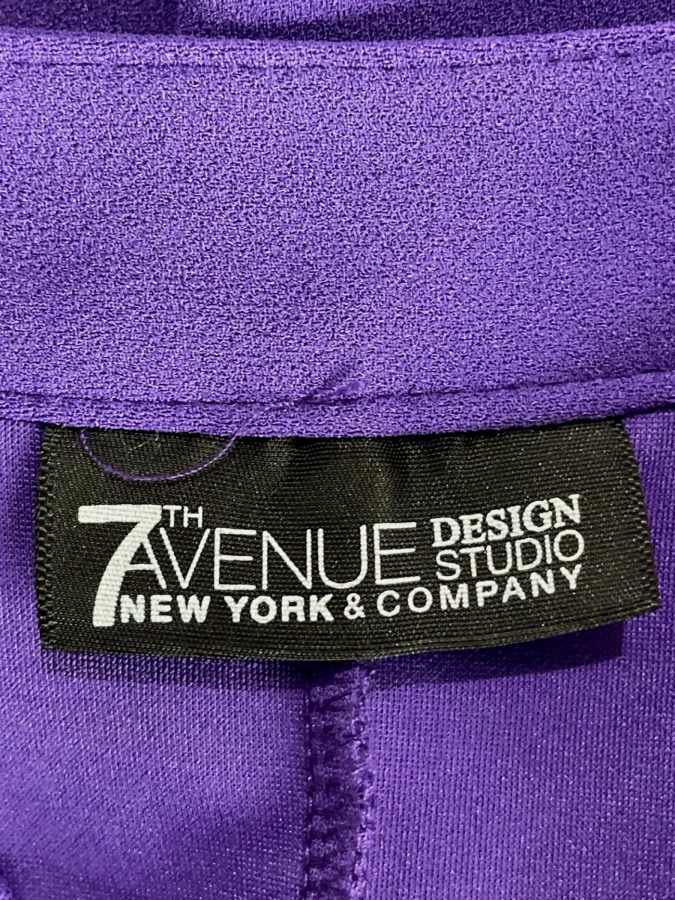 7TH AVENUE DESIGN STUDIO
NEW YORK & COMPANY